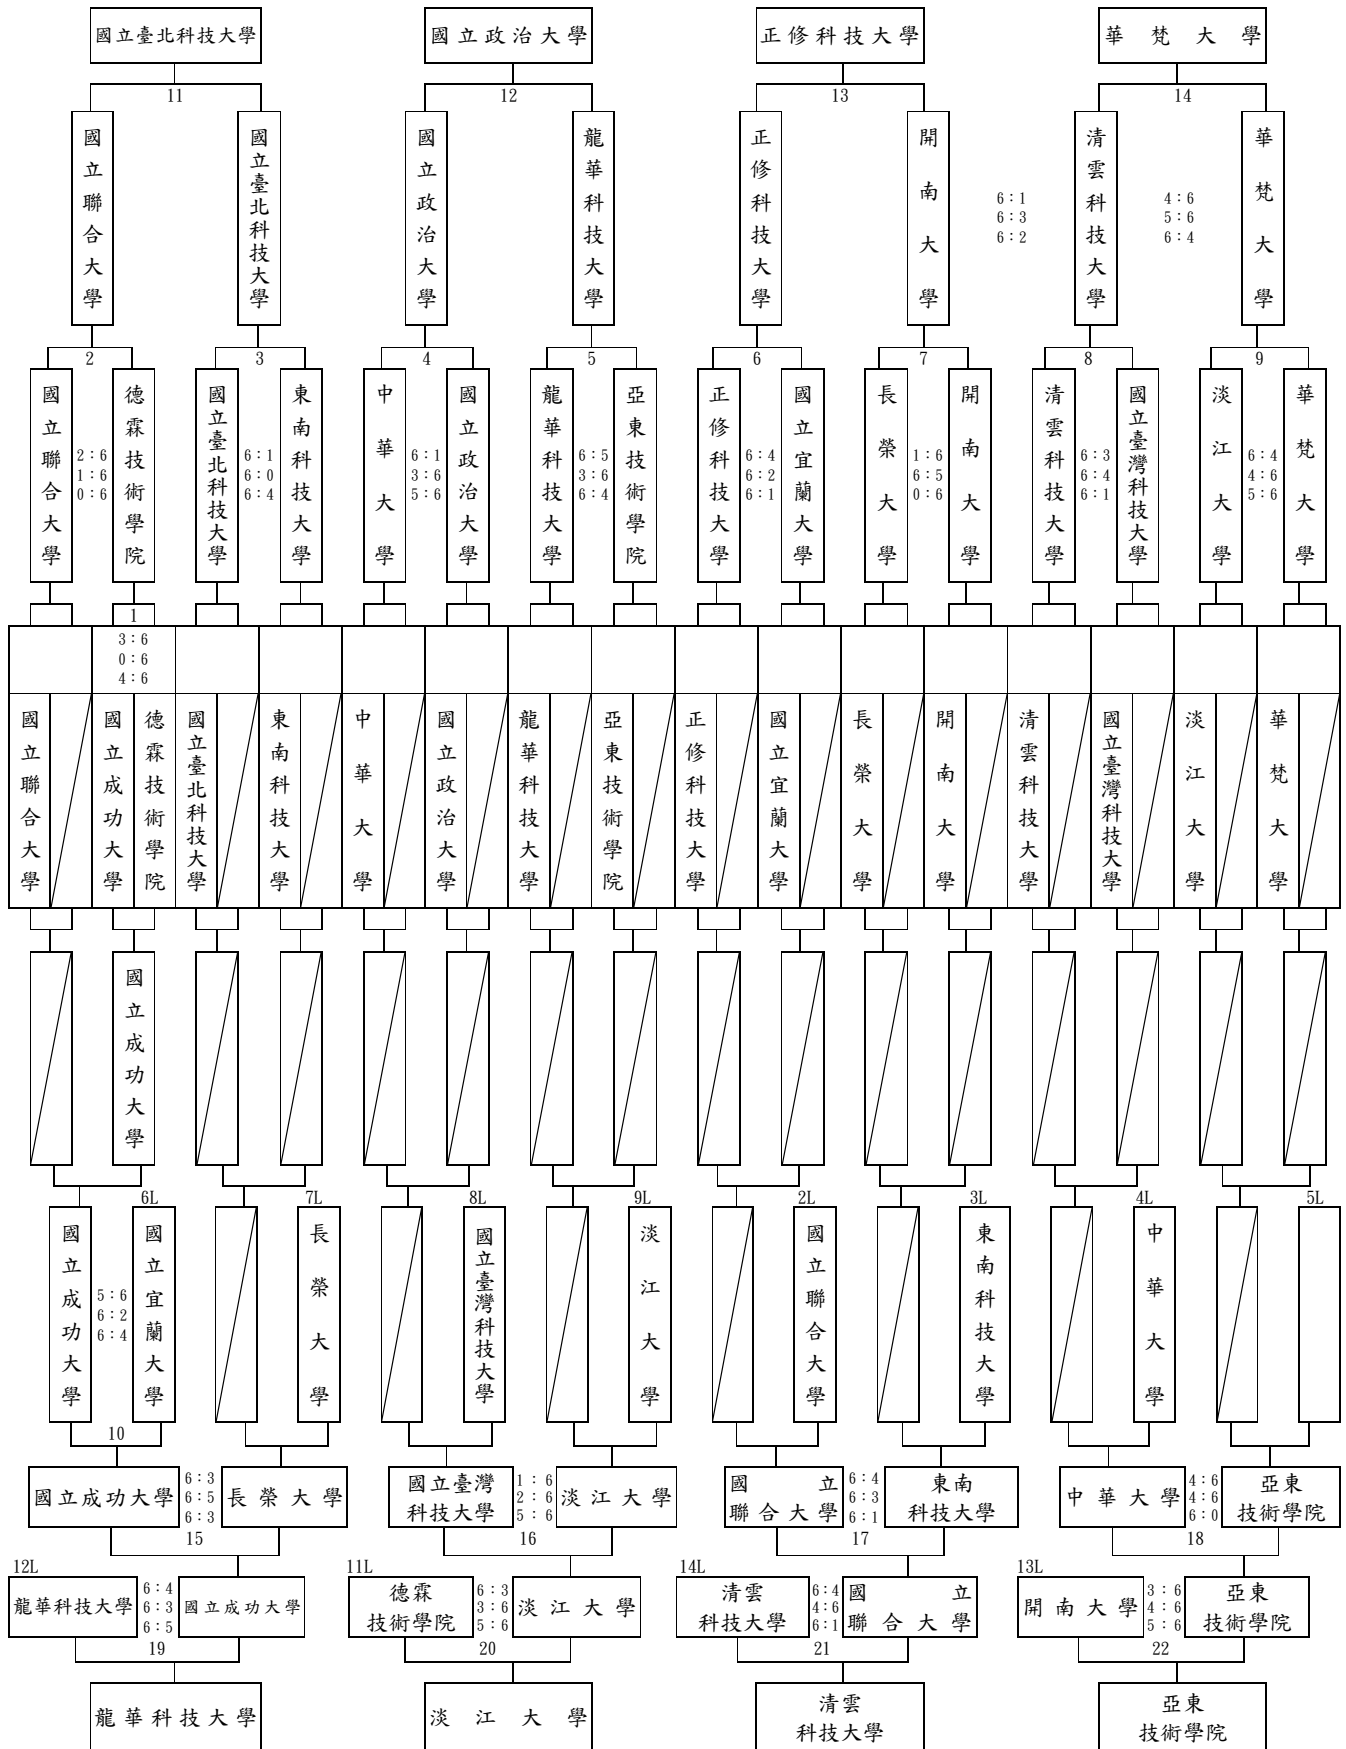 國立臺北科技大學
國立政治大學
正修科技大學
華梵大學
11
12
13
14
國立聯合大學
國立臺北科技大學
國立政治大學
龍華科技大學
正修科技大學
開南大學
6:1
6:3
6:2
清雲科技大學
4:6
5:6
6:4
華梵大學
2
3
4
5
6
7
8
9
國立聯合大學
2:6
1:6
0:6
德霖技術學院
國立臺北科技大學
6:1
6:0
6:4
東南科技大學
中華大學
6:1
3:6
5:6
國立政治大學
龍華科技大學
6:5
3:6
6:4
亞東技術學院
正修科技大學
6:4
6:2
6:1
國立宜蘭大學
長榮大學
1:6
6:5
0:6
開南大學
清雲科技大學
6:3
6:4
6:1
國立臺灣科技大學
淡江大學
6:4
4:6
5:6
華梵大學
1
3:6
0:6
4:6
國立聯合大學
國立成功大學
德霖技術學院
國立臺北科技大學
東南科技大學
中華大學
國立政治大學
龍華科技大學
亞東技術學院
正修科技大學
國立宜蘭大學
長榮大學
開南大學
清雲科技大學
國立臺灣科技大學
淡江大學
華梵大學
國立成功大學
6L
7L
8L
9L
2L
3L
4L
5L
國立成功大學
5:6
6:2
6:4
國立宜蘭大學
長榮大學
國立臺灣科技大學
淡江大學
國立聯合大學
東南科技大學
中華大學
10
國立成功大學
6:3
6:5
6:3
長榮大學
國立臺灣
科技大學
1:6
2:6
5:6
淡江大學
國立
聯合大學
6:4
6:3
6:1
東南
科技大學
中華大學
4:6
4:6
6:0
亞東
技術學院
15
16
17
18
12L
11L
14L
13L
龍華科技大學
6:4
6:3
6:5
國立成功大學
德霖
技術學院
6:3
3:6
5:6
淡江大學
清雲
科技大學
6:4
4:6
6:1
國立
聯合大學
開南大學
3:6
4:6
5:6
亞東
技術學院
19
20
21
22
龍華科技大學
淡江大學
清雲
科技大學
亞東
技術學院